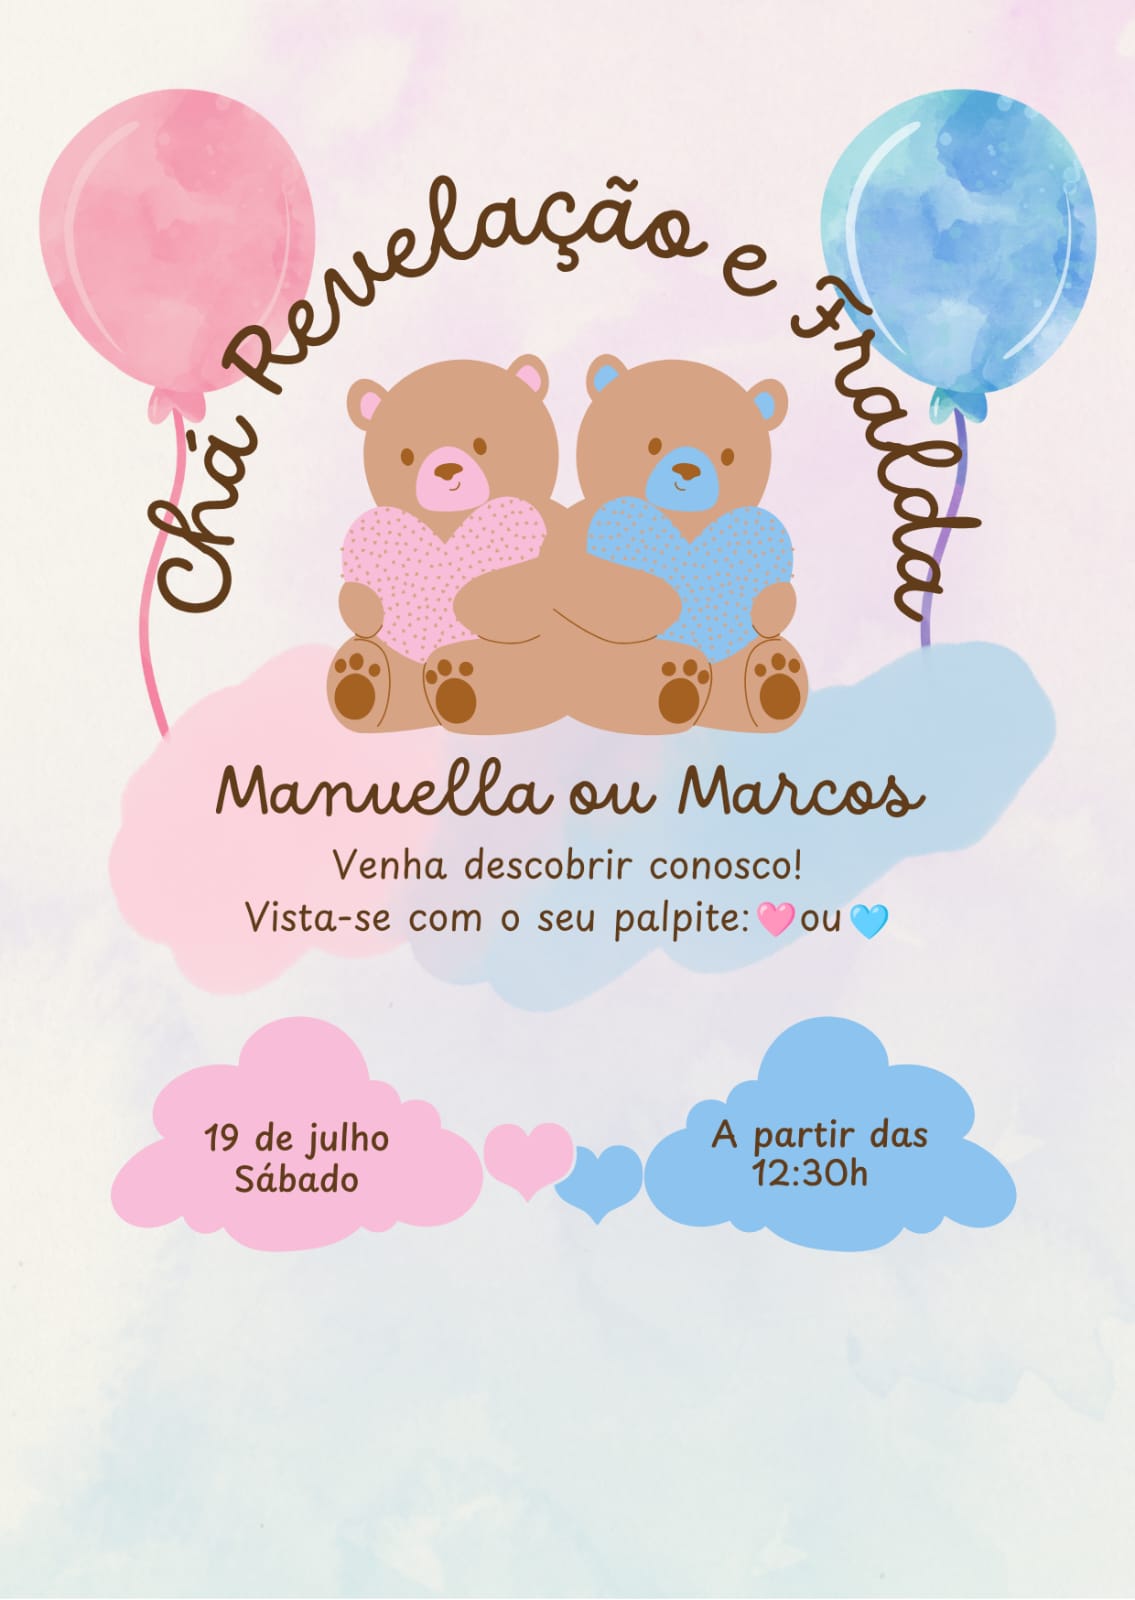 Chá Revelação e Fralda
Manuella ou Marcos
Venha descobrir conosco!
Vista-se com o seu palpite:🩷ou🩵
19 de julho
Sábado
A partir das
12:30h